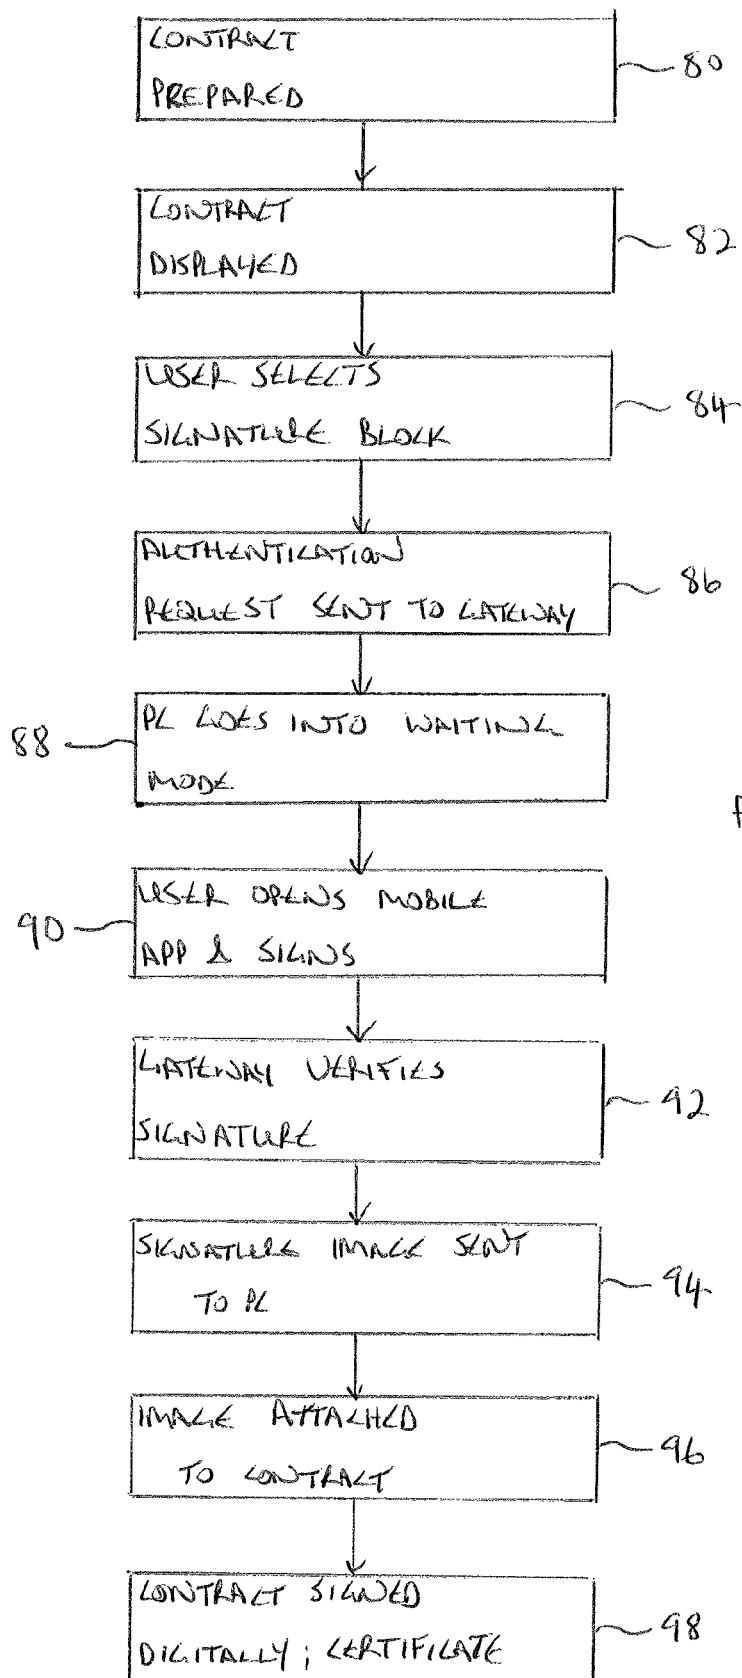 CONTRACT
PREPARED
80
CONTRACT
DISPLAYED
82
USER SELECTS
SIGNATURE BLOCK
84
AUTHENTICATION
REQUEST SENT TO GATEWAY
86
PC GOES INTO WAITING
MODE
88
USER OPENS MOBILE
APP & SIGNS
90
GATEWAY VERIFIES
SIGNATURE
92
SIGNATURE IMAGE SENT
TO PC
94
IMAGE ATTACHED
TO CONTRACT
96
CONTRACT SIGNED
DIGITALLY; CERTIFICATE
98